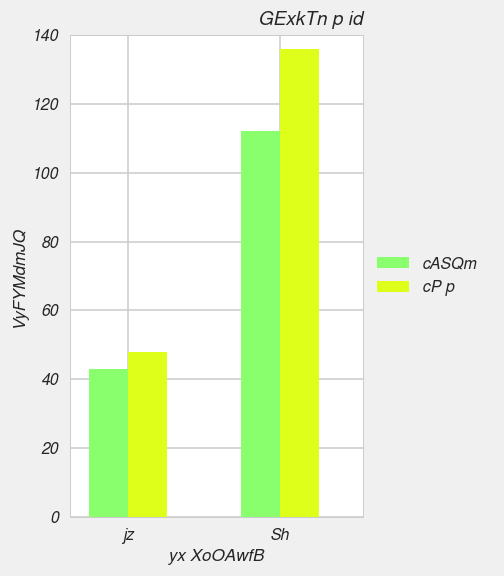 GExkTn p id
140
120
100
80
60
40
20
0
VyFYMdmJQ
jz
Sh
yx XoOAwfB
cASQm
cP p